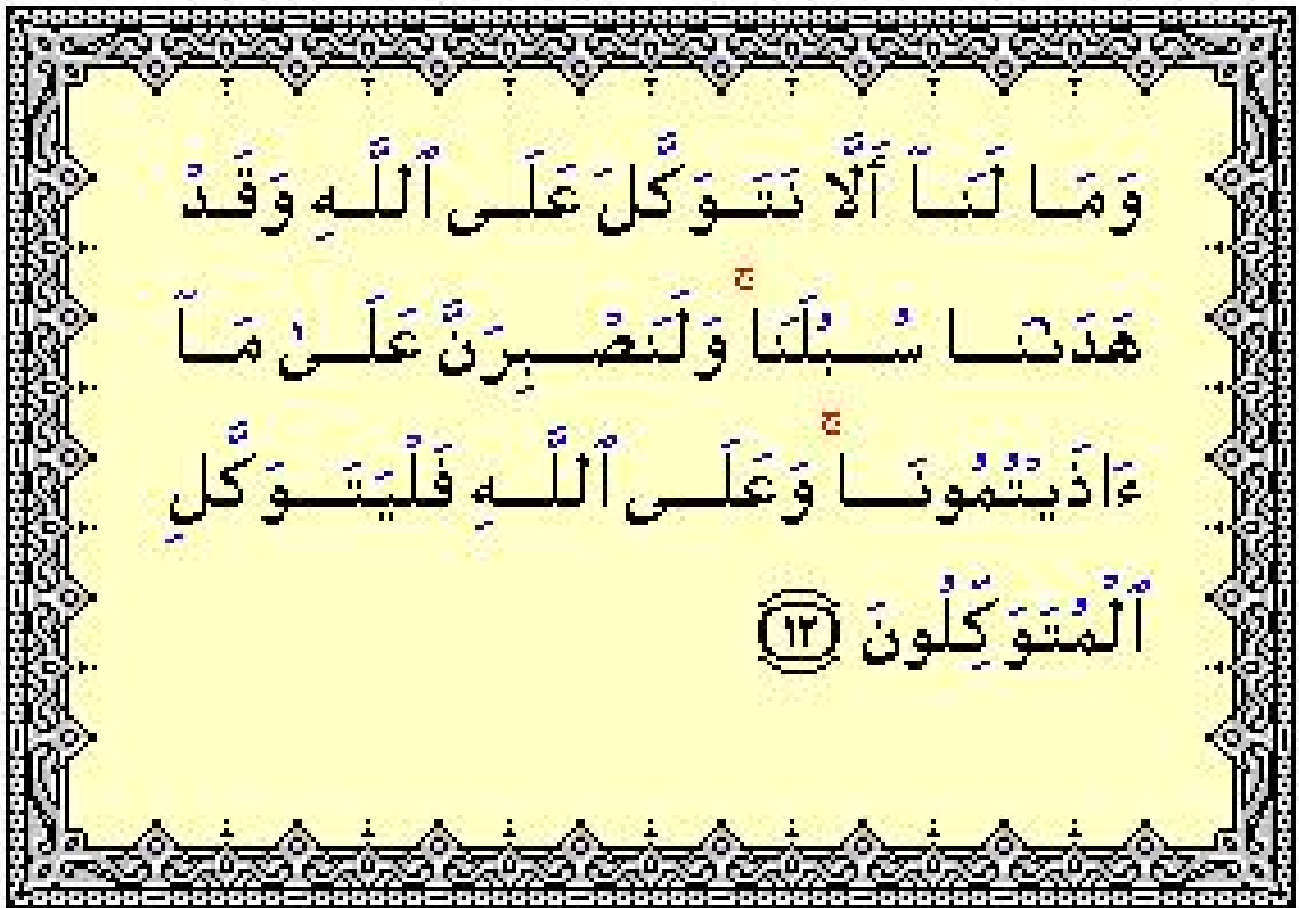 وَمَا لَنَآ أَلَّا نَتَوَكَّلَ عَلَى ٱللَّهِ وَقَدْ
هَدَىٰنَا سُبُلَنَا ۚ وَلَنَصْبِرَنَّ عَلَىٰ مَآ
ءَاذَيْتُمُونَا ۚ وَعَلَى ٱللَّهِ فَلْيَتَوَكَّلِ
ٱلْمُتَوَكِّلُونَ ١٢